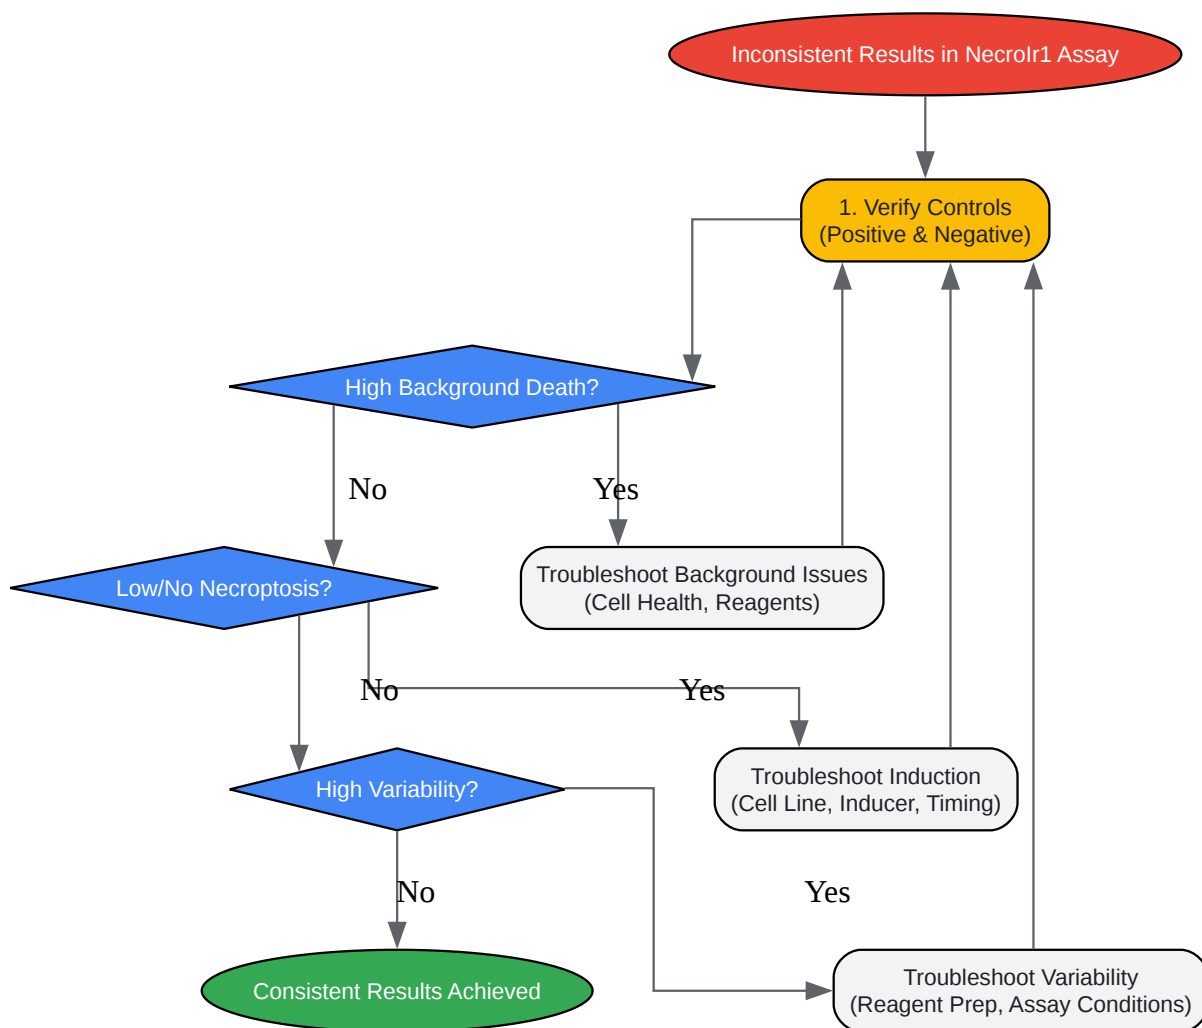 Inconsistent Results in NecroIr1 Assay
1. Verify Controls
(Positive & Negative)
High Background Death?
No
Yes
Low/No Necroptosis?
Troubleshoot Background Issues
(Cell Health, Reagents)
No
Yes
High Variability?
Troubleshoot Induction
(Cell Line, Inducer, Timing)
No
Yes
Consistent Results Achieved
Troubleshoot Variability
(Reagent Prep, Assay Conditions)